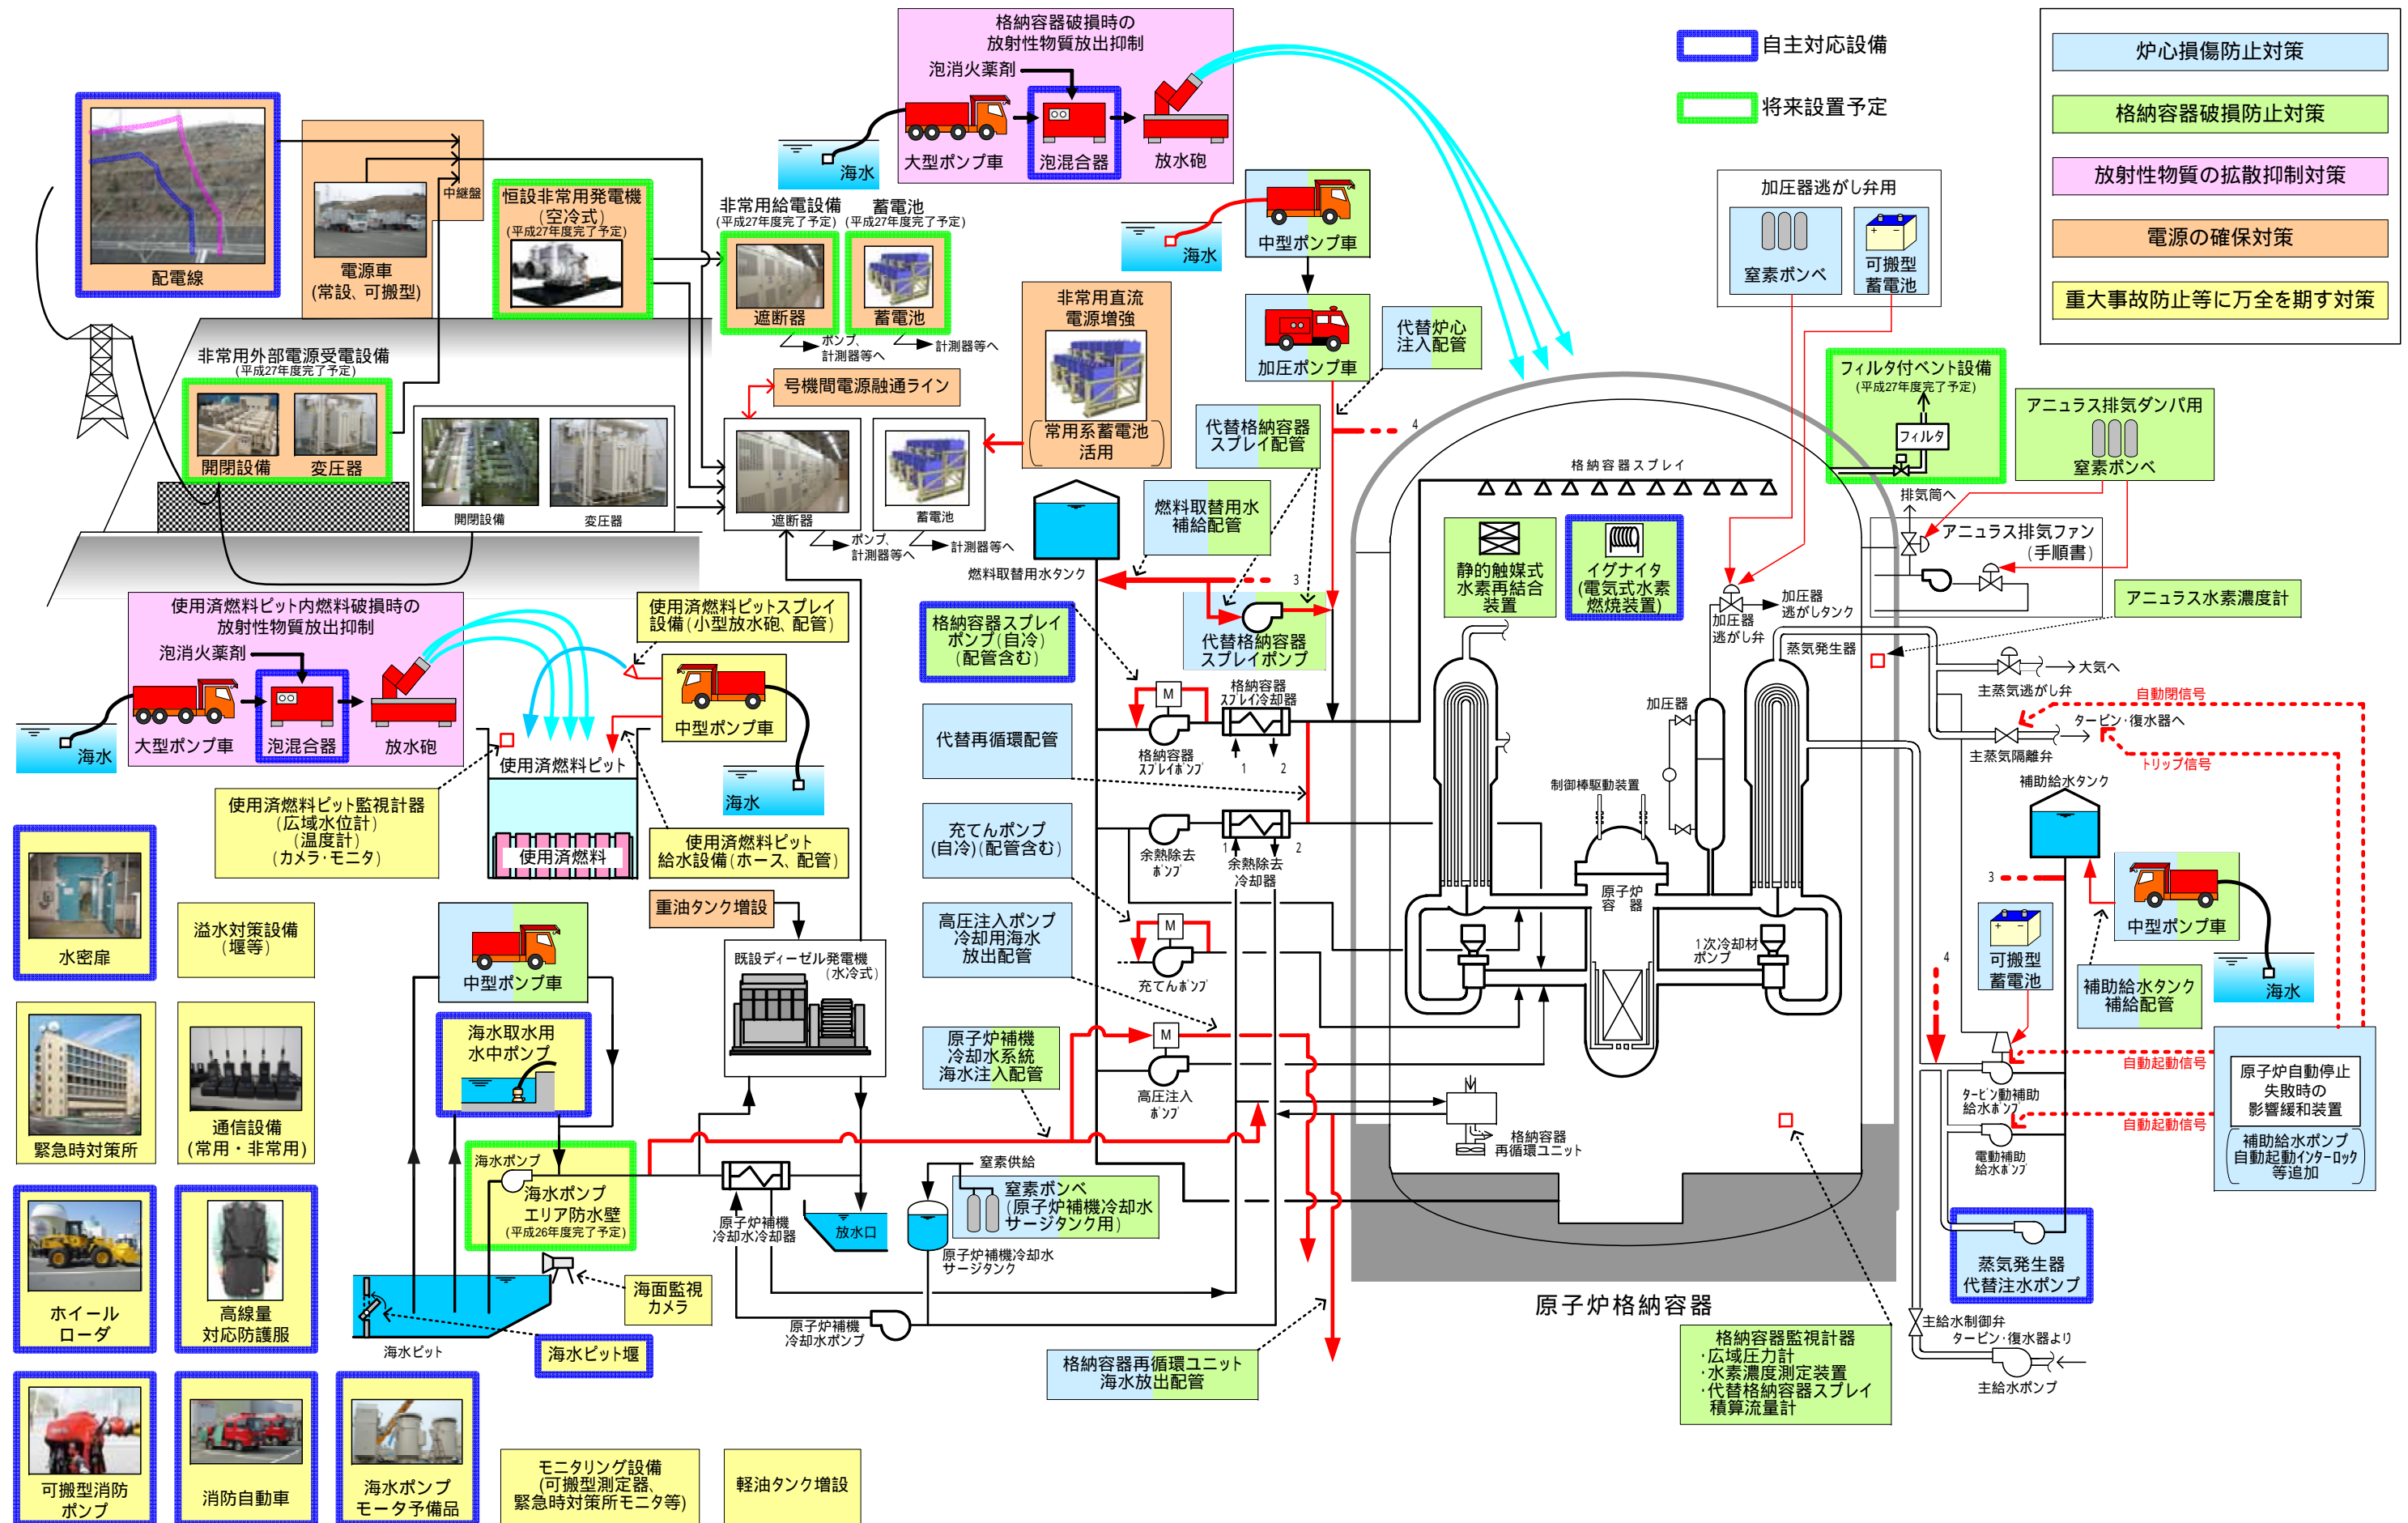 格納容器破損時の
放射性物質放出抑制
泡消火薬剤
大型ポンプ車
泡混合器
放水砲
海水
自主対応設備
将来設置予定
炉心損傷防止対策
格納容器破損防止対策
放射性物質の拡散抑制対策
電源の確保対策
重大事故防止等に万全を期す対策
配電線
電源車
(常設、可搬型)
中継盤
恒設非常用発電機
(空冷式)
(平成27年度完了予定)
非常用給電設備
(平成27年度完了予定)
遮断器
ポンプ、
計測器等へ
蓄電池
(平成27年度完了予定)
蓄電池
計測器等へ
海水
中型ポンプ車
加圧ポンプ車
代替炉心
注入配管
加圧器逃がし弁用
窒素ボンベ
可搬型
蓄電池
非常用外部電源受電設備
(平成27年度完了予定)
開閉設備
変圧器
開閉設備
変圧器
号機間電源融通ライン
遮断器
ポンプ、
計測器等へ
蓄電池
計測器等へ
非常用直流
電源増強
(常用系蓄電池
活用)
代替格納容器
スプレイ配管
4
燃料取替用水
補給配管
燃料取替用水タンク
3
代替格納容器
スプレイポンプ
格納容器スプレイ
静的触媒式
水素再結合
装置
イグナイタ
(電気式水素
燃焼装置)
フィルタ付ベント設備
(平成27年度完了予定)
フィルタ
アニュラス排気ダンパ用
窒素ボンベ
排気筒へ
アニュラス排気ファン
(手順書)
アニュラス水素濃度計
加圧器
逃がしタンク
加圧器
逃がし弁
蒸気発生器
大気へ
主蒸気逃がし弁
自動閉信号
タービン・復水器へ
主蒸気隔離弁
トリップ信号
使用済燃料ピット内燃料破損時の
放射性物質放出抑制
泡消火薬剤
大型ポンプ車
泡混合器
放水砲
海水
使用済燃料ピットスプレイ
設備(小型放水砲、配管)
中型ポンプ車
海水
使用済燃料ピット
使用済燃料
使用済燃料ピット監視計器
(広域水位計)
(温度計)
(カメラ・モニタ)
使用済燃料ピット
給水設備(ホース、配管)
格納容器スプレイ
ポンプ(自冷)
(配管含む)
M
格納容器
スプレイ冷却器
格納容器
スプレイポンプ
1
2
代替再循環配管
充てんポンプ
(自冷)(配管含む)
余熱除去
ポンプ
1
2
余熱除去
冷却器
高圧注入ポンプ
冷却用海水
放出配管
M
充てんポンプ
原子炉補機
冷却水系統
海水注入配管
M
高圧注入
ポンプ
加圧器
制御棒駆動装置
原子炉
容器
1次冷却材
ポンプ
格納容器
再循環ユニット
補助給水タンク
3
中型ポンプ車
海水
可搬型
蓄電池
4
補助給水タンク
補給配管
自動起動信号
タービン動補助
給水ポンプ
自動起動信号
電動補助
給水ポンプ
原子炉自動停止
失敗時の
影響緩和装置
(補助給水ポンプ
自動起動インターロック
等追加)
蒸気発生器
代替注水ポンプ
主給水制御弁
タービン・復水器より
主給水ポンプ
水密扉
溢水対策設備
(堰等)
緊急時対策所
通信設備
(常用・非常用)
ホイール
ローダ
高線量
対応防護服
可搬型消防
ポンプ
消防自動車
海水ポンプ
モータ予備品
モニタリング設備
(可搬型測定器、
緊急時対策所モニタ等)
軽油タンク増設
重油タンク増設
既設ディーゼル発電機
(水冷式)
中型ポンプ車
海水取水用
水中ポンプ
海水ポンプ
海水ポンプ
エリア防水壁
(平成26年度完了予定)
海面監視
カメラ
海水ピット
海水ピット堰
原子炉補機
冷却水冷却器
放水口
窒素供給
窒素ボンベ
(原子炉補機冷却水
サージタンク用)
原子炉補機冷却水
サージタンク
原子炉補機
冷却水ポンプ
格納容器再循環ユニット
海水放出配管
原子炉格納容器
格納容器監視計器
・広域圧力計
・水素濃度測定装置
・代替格納容器スプレイ
積算流量計